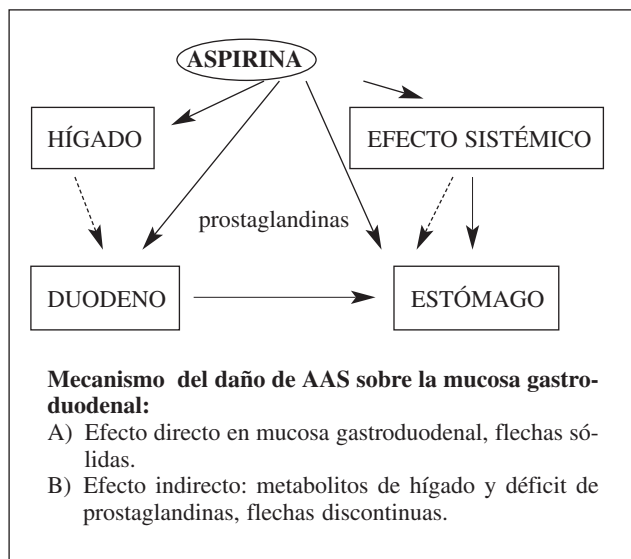 ASPIRINA
HÍGADO
EFECTO SISTÉMICO
prostaglandinas
DUODENO
ESTÓMAGO
Mecanismo del daño de AAS sobre la mucosa gastro-
duodenal:
A) Efecto directo en mucosa gastroduodenal, flechas só-
lidas.
B) Efecto indirecto: metabolitos de hígado y déficit de
prostaglandinas, flechas discontinuas.